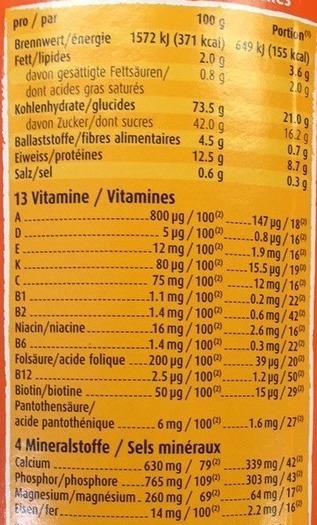 pro / par 100 g Portion⁽¹⁾
Brennwert/énergie 1572 kJ (371 kcal) 649 kJ (155 kcal)
Fett/lipides 2.0 g 3.6 g
davon gesättigte Fettsäuren/ 0.8 g 2.0 g
dont acides gras saturés
Kohlenhydrate/glucides 73.5 g 21.0 g
davon Zucker/dont sucres 42.0 g 16.2 g
Ballaststoffe/fibres alimentaires 4.5 g 0.7 g
Eiweiss/protéines 12.5 g 8.7 g
Salz/sel 0.6 g 0.3 g
13 Vitamine / Vitamines
A 800 µg / 100⁽²⁾ 147 µg / 18⁽²⁾
D 5 µg / 100⁽²⁾ 0.8 µg / 16⁽²⁾
E 12 mg / 100⁽²⁾ 1.9 mg / 16⁽²⁾
K 80 µg / 100⁽²⁾ 15.5 µg / 19⁽²⁾
C 75 mg / 100⁽²⁾ 12 mg / 16⁽²⁾
B1 1.1 mg / 100⁽²⁾ 0.2 mg / 22⁽²⁾
B2 1.4 mg / 100⁽²⁾ 0.6 mg / 42⁽²⁾
Niacin/niacine 16 mg / 100⁽²⁾ 2.6 mg / 16⁽²⁾
B6 1.4 mg / 100⁽²⁾ 0.3 mg / 22⁽²⁾
Folsäure/acide folique 200 µg / 100⁽²⁾ 39 µg / 20⁽²⁾
B12 2.5 µg / 100⁽²⁾ 1.2 µg / 50⁽²⁾
Biotin/biotine 50 µg / 100⁽²⁾ 15 µg / 29⁽²⁾
Pantothensäure/
acide pantothénique 6 mg / 100⁽²⁾ 1.6 mg / 27⁽²⁾
4 Mineralstoffe / Sels minéraux
Calcium 630 mg / 79⁽²⁾ 339 mg / 42⁽²⁾
Phosphor/phosphore 765 mg / 109⁽²⁾ 303 mg / 43⁽²⁾
Magnesium/magnésium 260 mg / 69⁽²⁾ 64 mg / 17⁽²⁾
Eisen/fer 14 mg / 100⁽²⁾ 2.2 mg / 16⁽²⁾